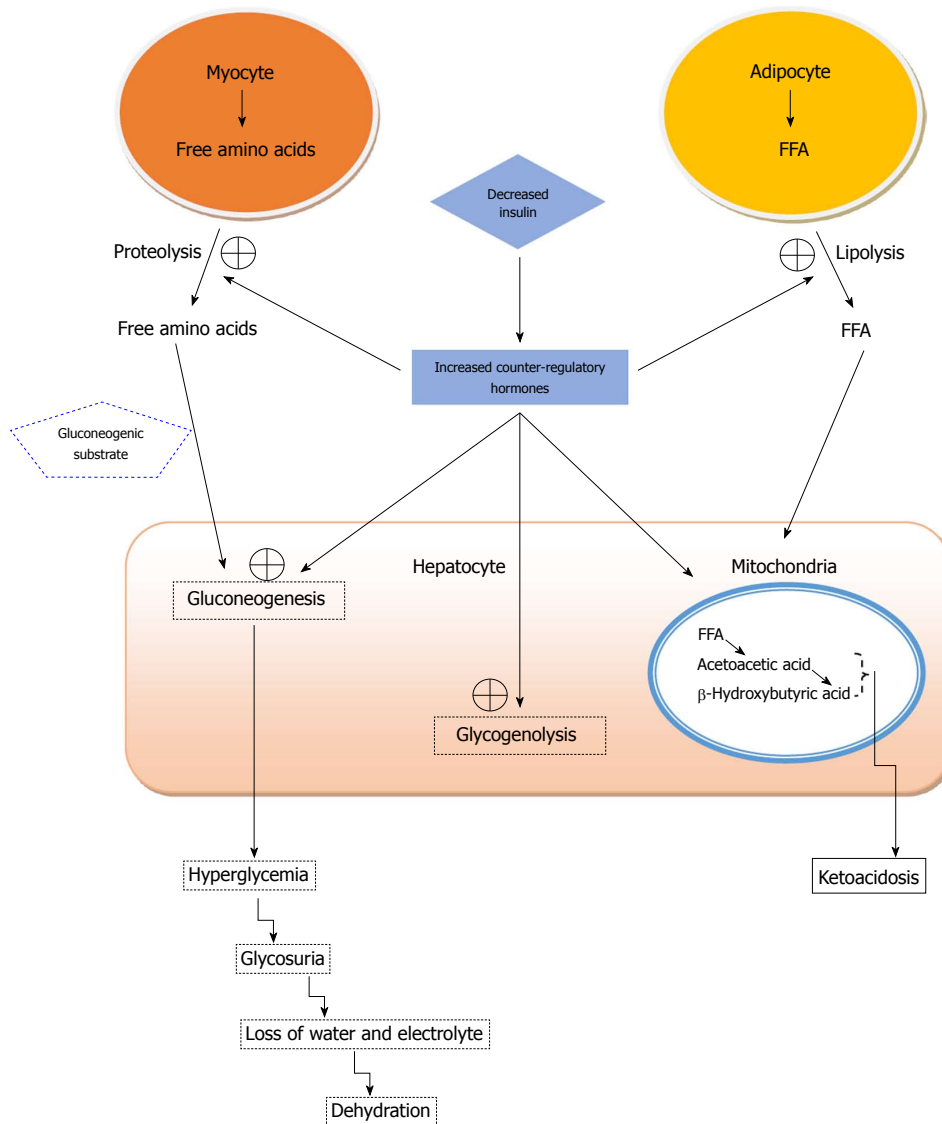 Myocyte
Free amino acids
Adipocyte
FFA
Decreased
insulin
Proteolysis
Lipolysis
Free amino acids
FFA
Increased counter-regulatory
hormones
Gluconeogenic
substrate
Hepatocyte
Mitochondria
Gluconeogenesis
FFA
Acetoacetic acid
β-Hydroxybutyric acid
Glycogenolysis
Hyperglycemia
Ketoacidosis
Glycosuria
Loss of water and electrolyte
Dehydration